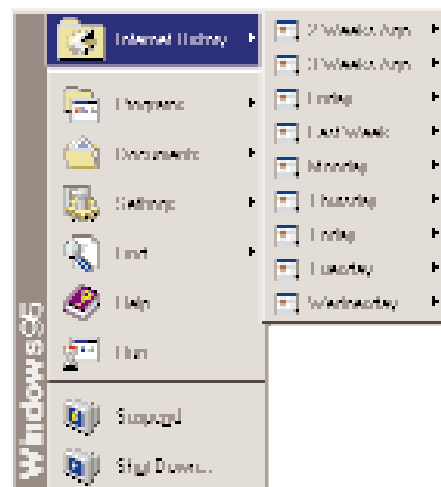 Internet History
Programs
Documents
Settings
Find
Help
Run
Suspend
Shut Down...
Windows95
2 Weeks Ago
3 Weeks Ago
Friday
Last Week
Monday
Thursday
Tuesday
Wednesday